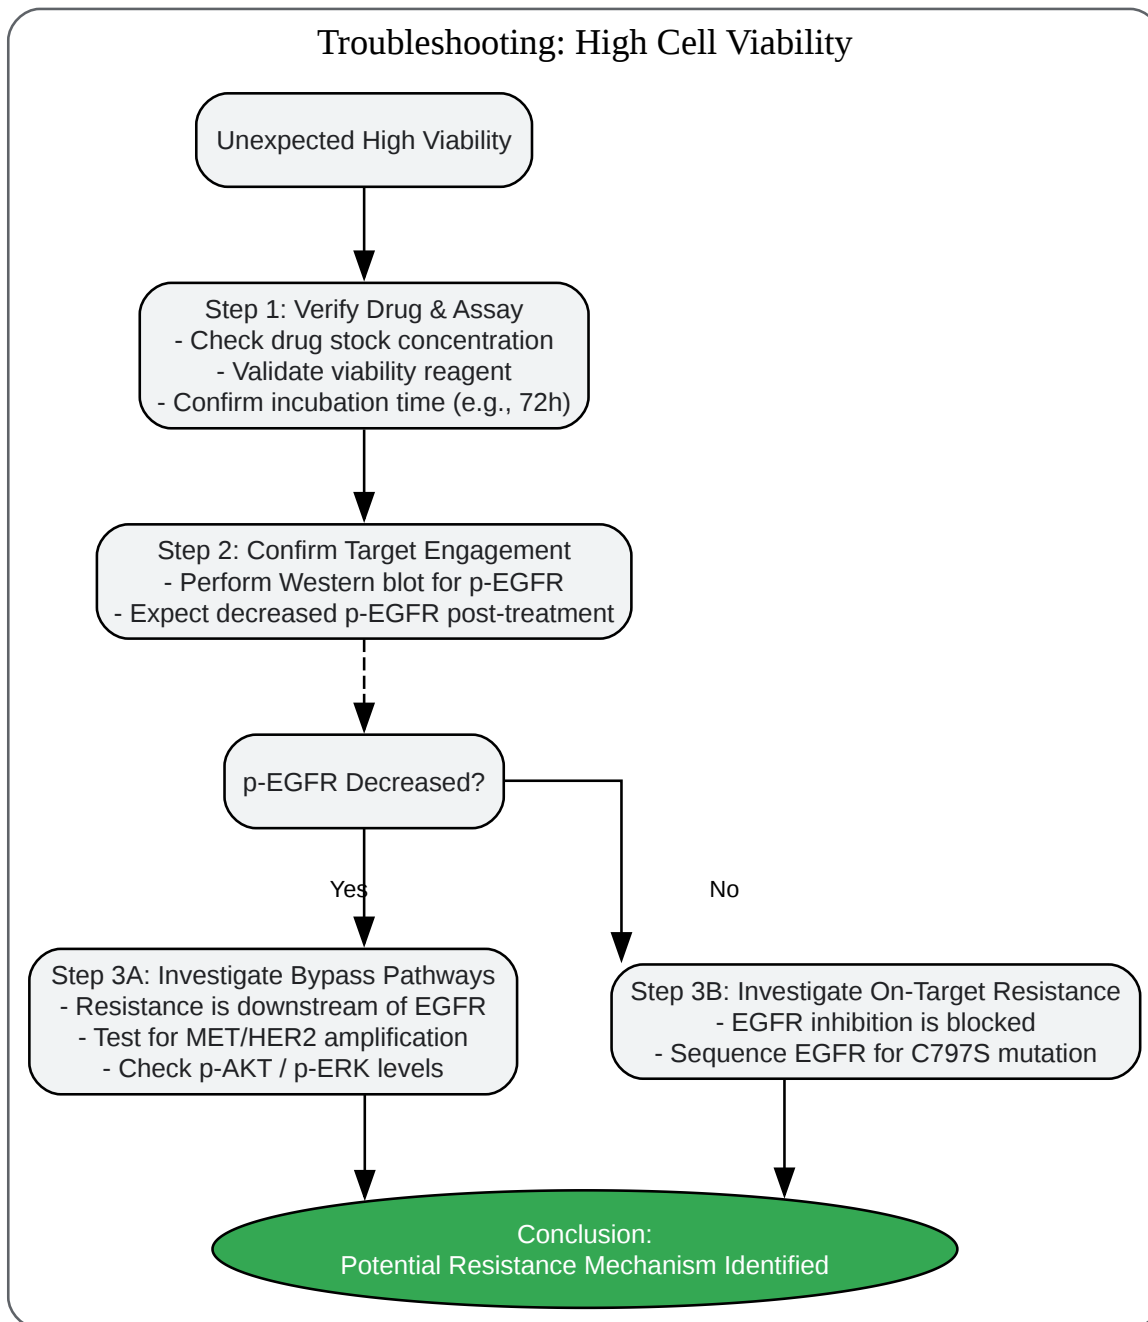 Troubleshooting: High Cell Viability
Unexpected High Viability
Step 1: Verify Drug & Assay
- Check drug stock concentration
- Validate viability reagent
- Confirm incubation time (e.g., 72h)
Step 2: Confirm Target Engagement
- Perform Western blot for p-EGFR
- Expect decreased p-EGFR post-treatment
p-EGFR Decreased?
Yes
No
Step 3A: Investigate Bypass Pathways
- Resistance is downstream of EGFR
- Test for MET/HER2 amplification
- Check p-AKT / p-ERK levels
Step 3B: Investigate On-Target Resistance
- EGFR inhibition is blocked
- Sequence EGFR for C797S mutation
Conclusion:
Potential Resistance Mechanism Identified